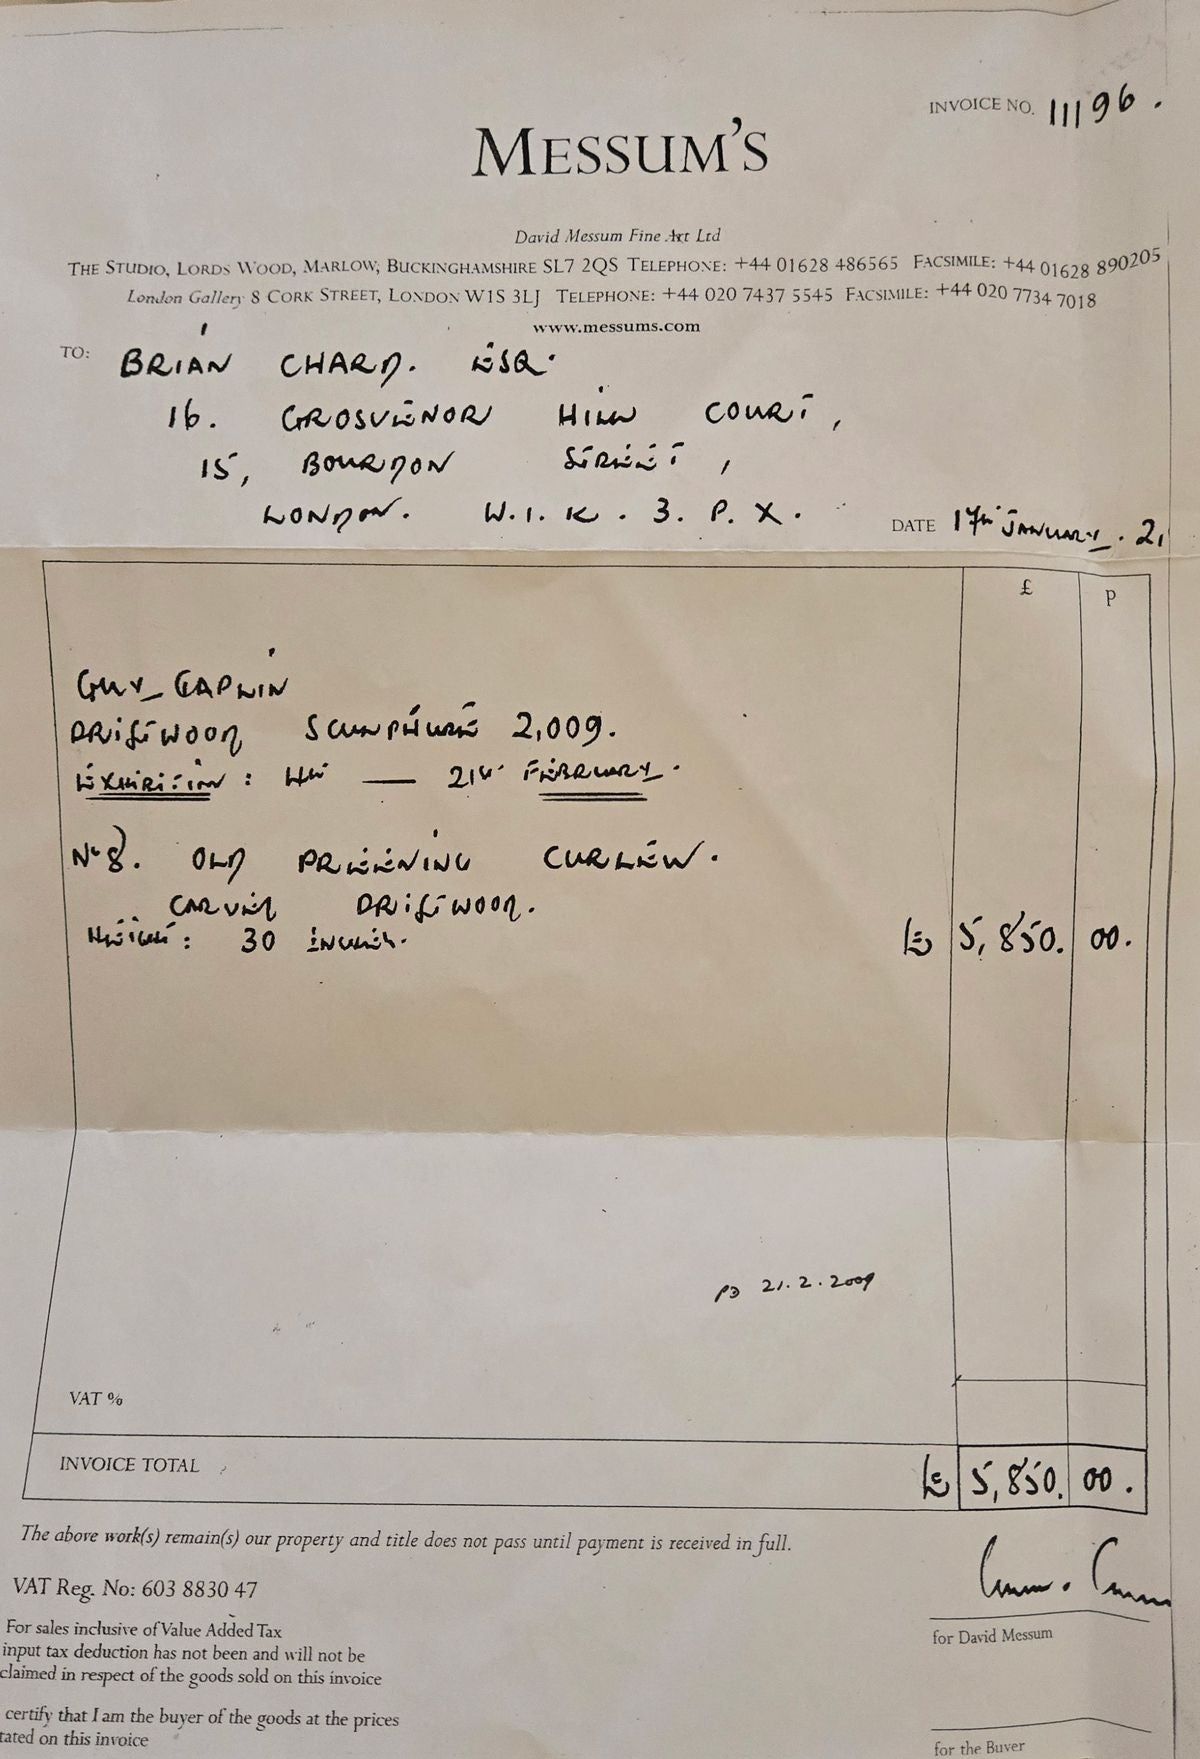 INVOICE NO. 11196.
MESSUM'S
David Messum Fine Art Ltd
THE STUDIO, LORDS WOOD, MARLOW, BUCKINGHAMSHIRE SL7 2QS TELEPHONE: +44 01628 486565 FACSIMILE: +44 01628 890205
London Gallery 8 CORK STREET, LONDON W1S 3LJ TELEPHONE: +44 020 7437 5545 FACSIMILE: +44 020 7734 7018
www.messums.com
TO: BRIAN CHARD. ESQ.
16. GROSVENOR HILL COURT,
15, BOURDON STREET,
LONDON. W.1.K. 3. P. X.
DATE 17th JANUARY. 2
£ p
GUY TAPLIN
DRIFTWOOD SCULPTURE 2,009.
EXHIBITION: — 21st FEBRUARY.
No 8. OLD PREENING CURLEW.
CARVED DRIFTWOOD.
HEIGHT: 30 INCHES. £ 5,850. 00.
PD 21.2.2009
VAT %
INVOICE TOTAL £ 5,850. 00.
The above work(s) remain(s) our property and title does not pass until payment is received in full.
VAT Reg. No: 603 8830 47
For sales inclusive of Value Added Tax
input tax deduction has not been and will not be
claimed in respect of the goods sold on this invoice
for David Messum
certify that I am the buyer of the goods at the prices
tated on this invoice
for the Buyer